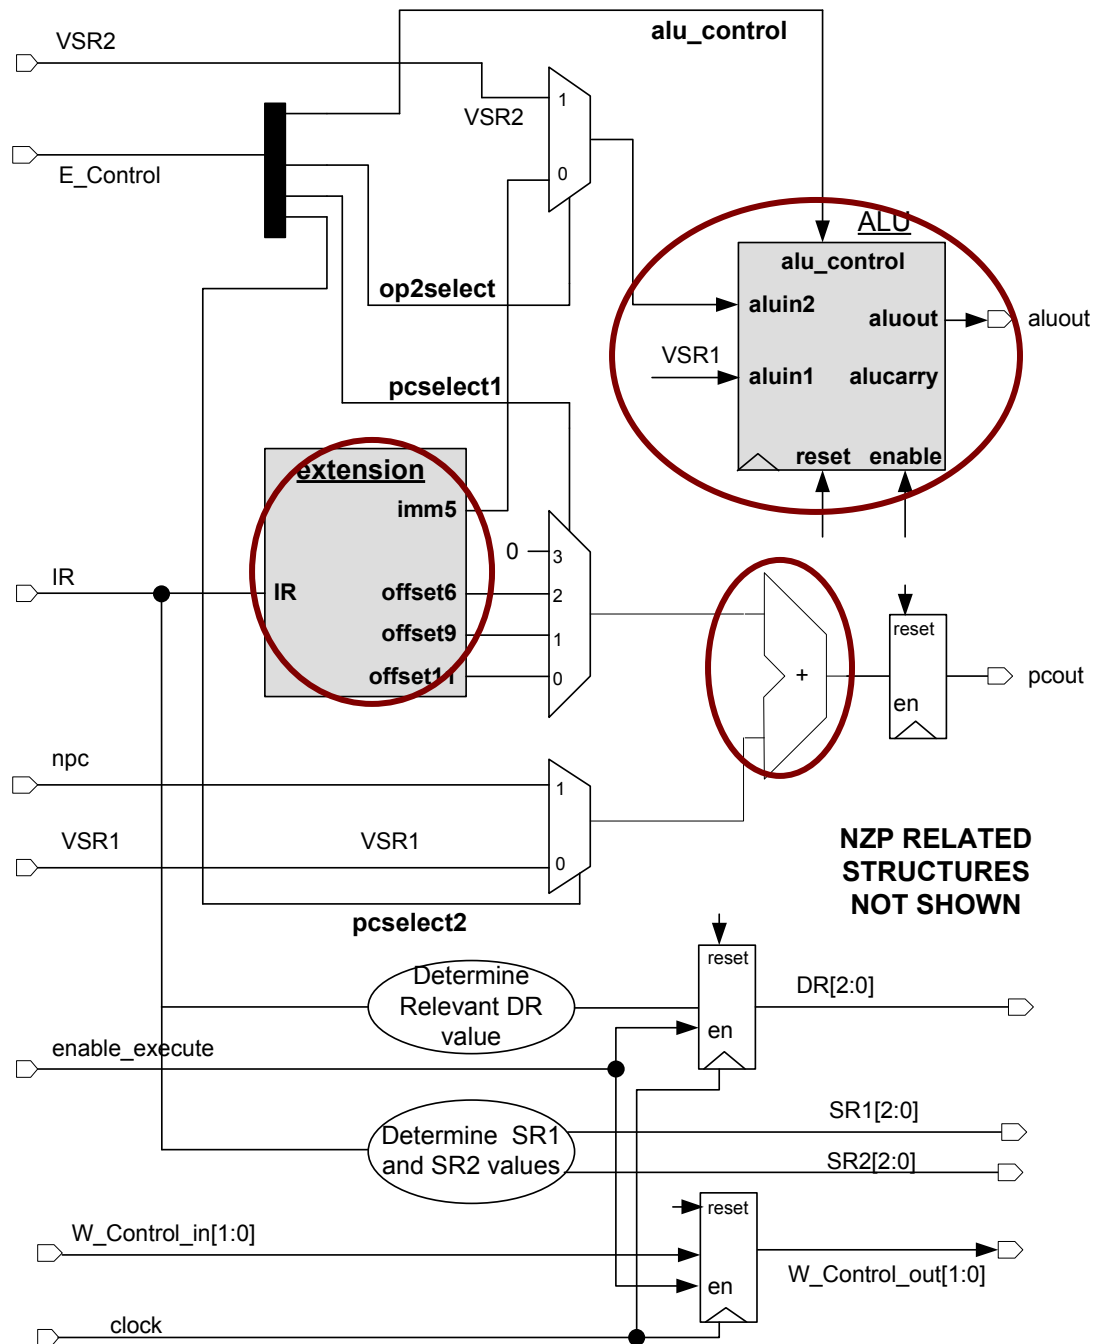 alu_control
VSR2
1
VSR2
E_Control
0
ALU
alu_control
op2select
aluin2
aluout
aluout
VSR1
aluin1
alucarry
pcselect1
reset
enable
extension
imm5
0
3
IR
IR
offset6
2
reset
offset9
1
offset11
0
+
pcout
en
npc
1
VSR1
VSR1
0
NZP RELATED
STRUCTURES
NOT SHOWN
pcselect2
reset
Determine
Relevant DR
value
DR[2:0]
en
enable_execute
SR1[2:0]
Determine SR1
and SR2 values
SR2[2:0]
reset
W_Control_in[1:0]
W_Control_out[1:0]
en
clock